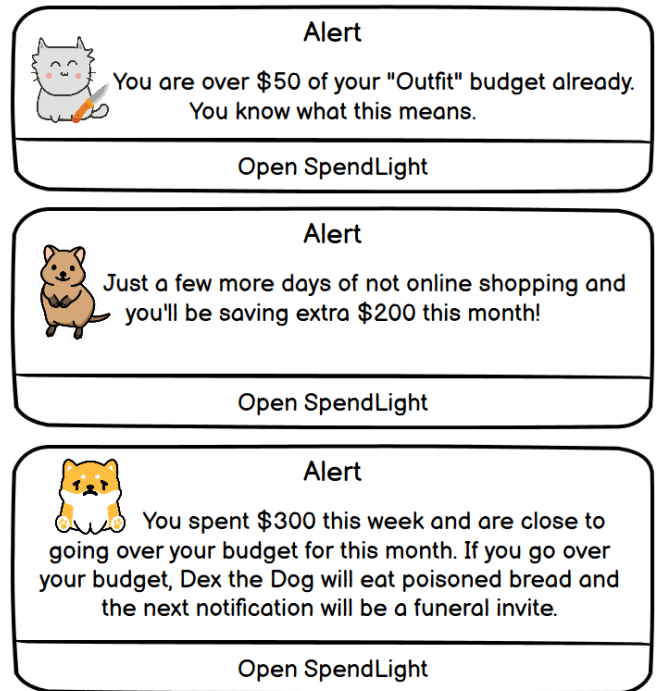 Alert
You are over $50 of your "Outfit" budget already.
You know what this means.
Open SpendLight
Alert
Just a few more days of not online shopping and
you'll be saving extra $200 this month!
Open SpendLight
Alert
You spent $300 this week and are close to
going over your budget for this month. If you go over
your budget, Dex the Dog will eat poisoned bread and
the next notification will be a funeral invite.
Open SpendLight